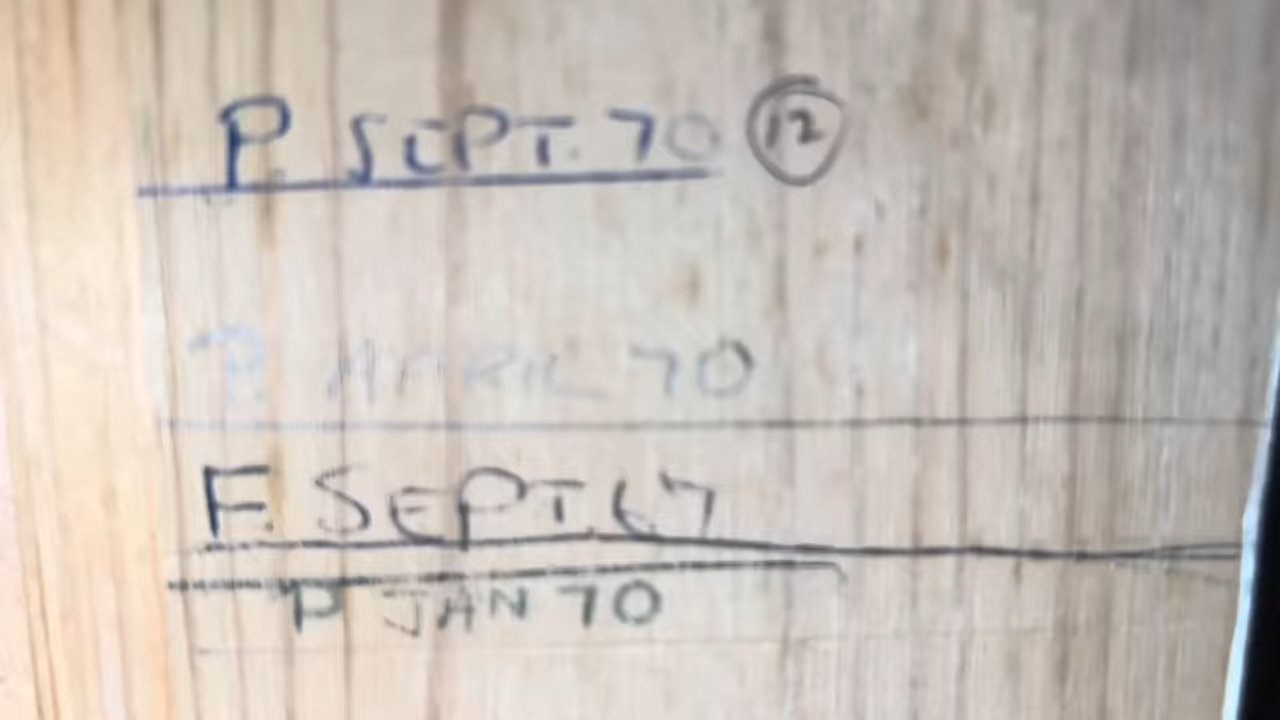 P. SEPT. 70 12
P. APRIL 70
F. SEPT. 67
P JAN 70